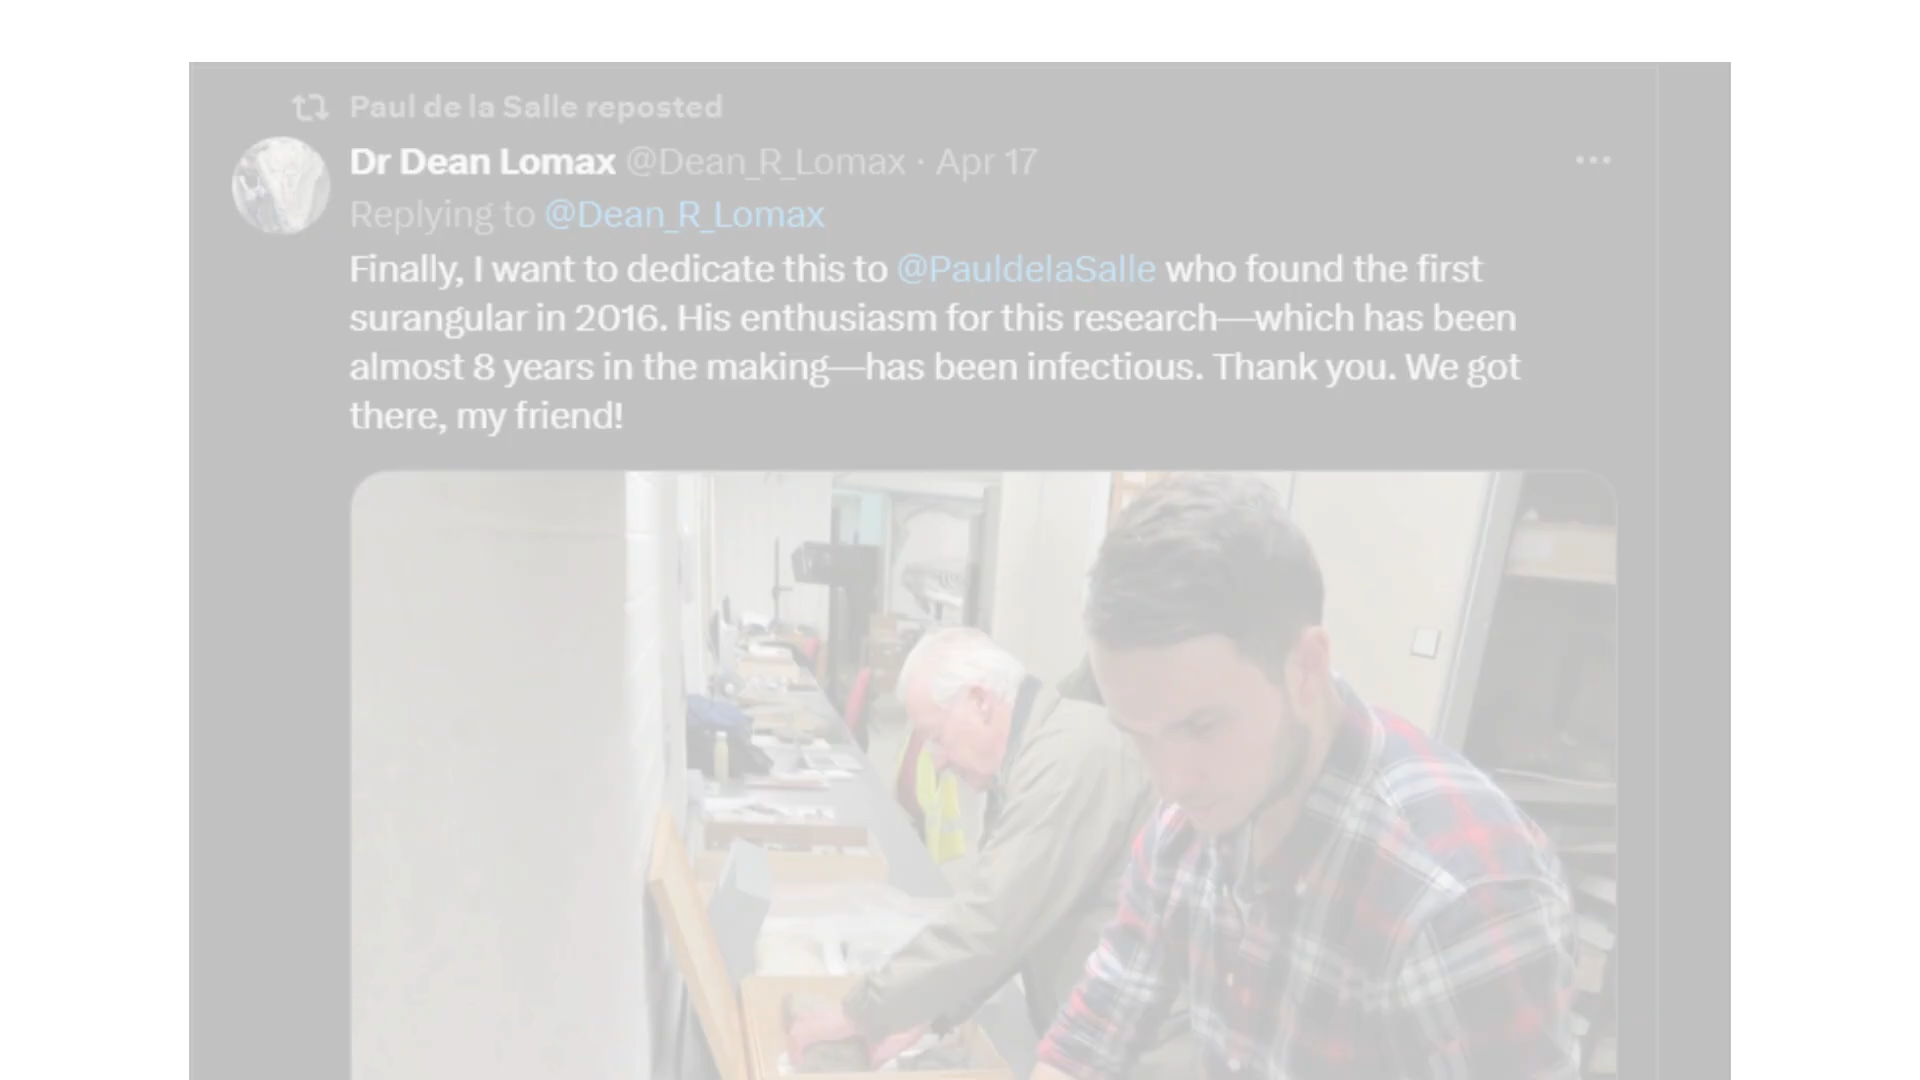 Paul de la Salle reposted
Dr Dean Lomax @Dean_R_Lomax · Apr 17
Replying to @Dean_R_Lomax
Finally, I want to dedicate this to @PauldelaSalle who found the first
surangular in 2016. His enthusiasm for this research—which has been
almost 8 years in the making—has been infectious. Thank you. We got
there, my friend!